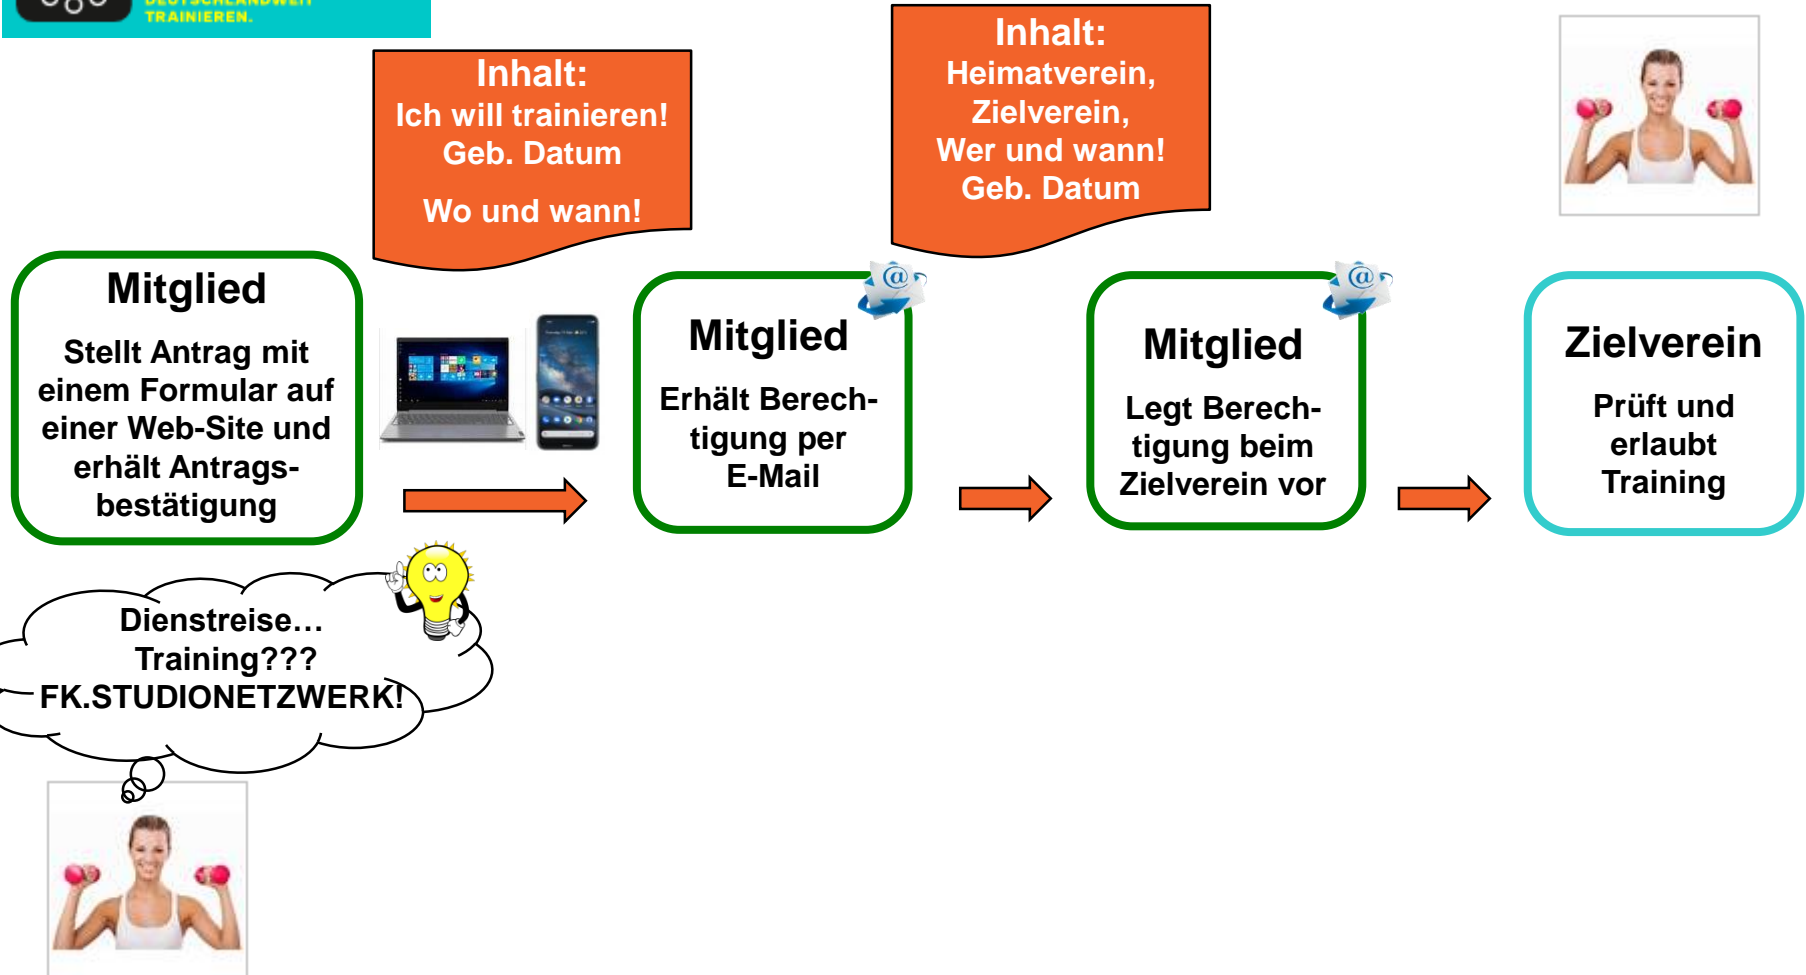 DEUTSCHLANDWEIT
TRAINIEREN.
Inhalt:
Ich will trainieren!
Geb. Datum
Wo und wann!
Inhalt:
Heimatverein,
Zielverein,
Wer und wann!
Geb. Datum
Mitglied
Stellt Antrag mit
einem Formular auf
einer Web-Site und
erhält Antrags-
bestätigung
Mitglied
Erhält Berech-
tigung per
E-Mail
@
Mitglied
Legt Berech-
tigung beim
Zielverein vor
@
Zielverein
Prüft und
erlaubt
Training
Dienstreise…
Training???
FK.STUDIONETZWERK!